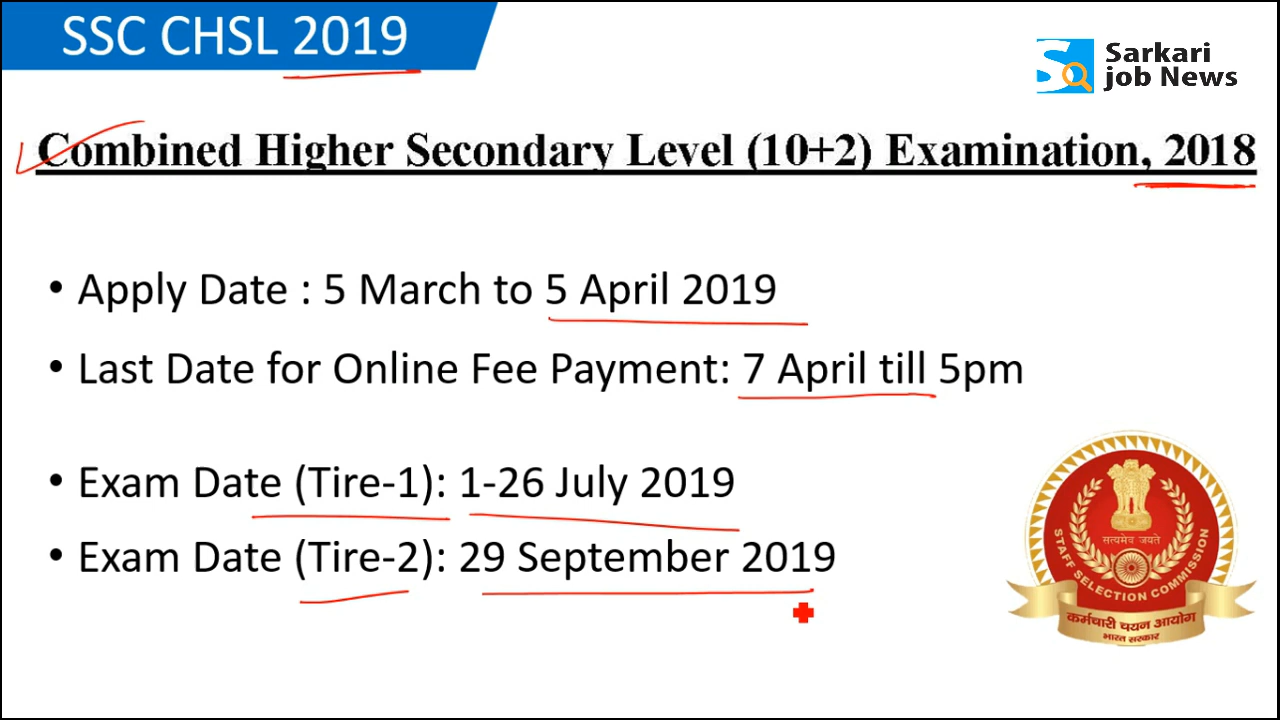 SSC CHSL 2019
Sarkari
job News
Combined Higher Secondary Level (10+2) Examination, 2018
• Apply Date : 5 March to 5 April 2019
• Last Date for Online Fee Payment: 7 April till 5pm
• Exam Date (Tire-1): 1-26 July 2019
• Exam Date (Tire-2): 29 September 2019
सत्यमेव जयते
STAFF SELECTION COMMISSION
कर्मचारी चयन आयोग
भारत सरकार